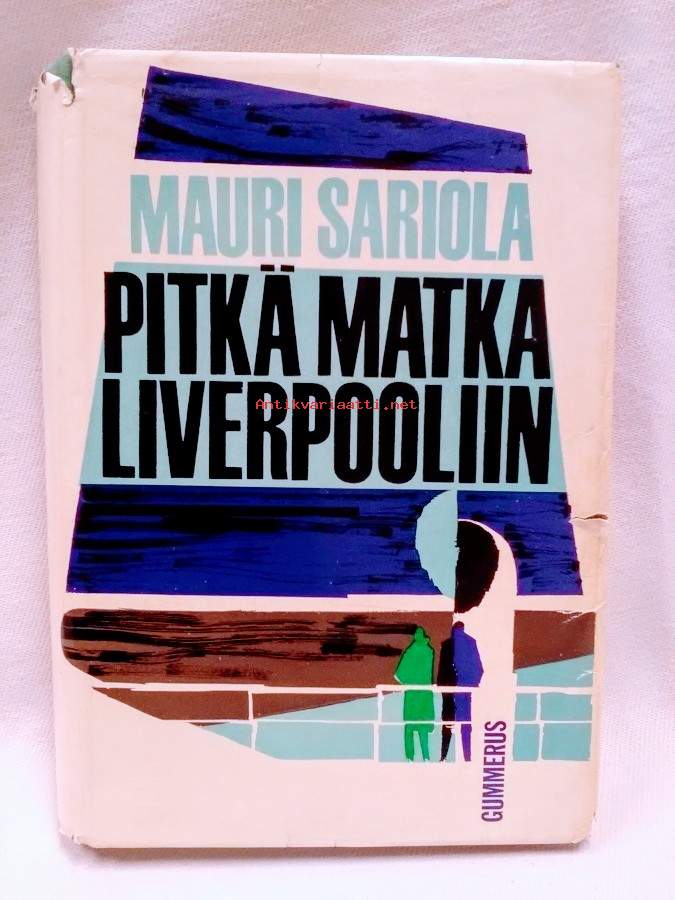 MAURI SARIOLA
PITKÄ MATKA
Antikvariaatti.net
LIVERPOOLIIN
GUMMERUS